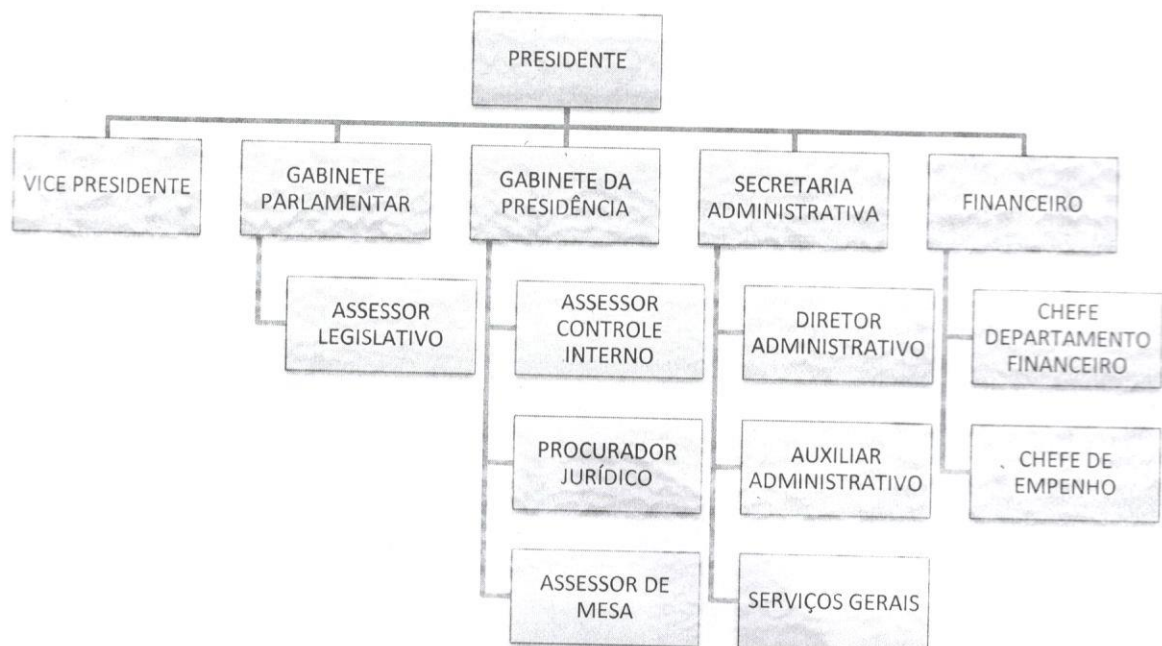 PRESIDENTE
VICE PRESIDENTE
GABINETE
PARLAMENTAR
GABINETE DA
PRESIDÊNCIA
SECRETARIA
ADMINISTRATIVA
FINANCEIRO
ASSESSOR
LEGISLATIVO
ASSESSOR
CONTROLE
INTERNO
DIRETOR
ADMINISTRATIVO
CHEFE
DEPARTAMENTO
FINANCEIRO
PROCURADOR
JURÍDICO
AUXILIAR
ADMINISTRATIVO
CHEFE DE
EMPENHO
ASSESSOR DE
MESA
SERVIÇOS GERAIS